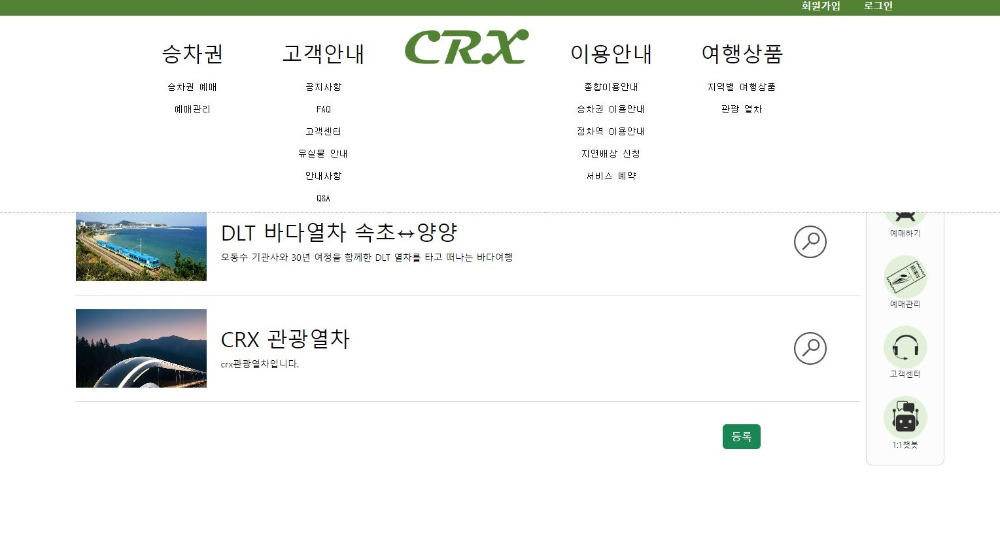 회원가입 로그인
CRX
승차권 고객안내 이용안내 여행상품
승차권 예매 공지사항 종합이용안내 지역별 여행상품
예매관리 FAQ 승차권 이용안내 관광 열차
고객센터 정차역 이용안내
유실물 안내 지연배상 신청
안내사항 서비스 예약
Q&A
DLT 바다열차 속초↔양양
오동수 기관사와 30년 여정을 함께한 DLT 열차를 타고 떠나는 바다여행
CRX 관광열차
crx관광열차입니다.
등록
예매하기
예매관리
고객센터
1:1챗봇